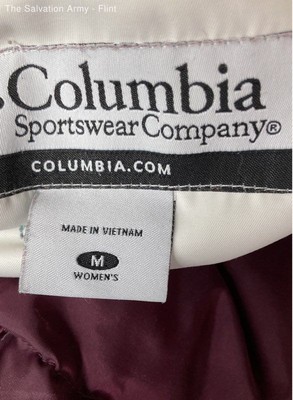 The Salvation Army - Flint
Columbia
Sportswear Company®
COLUMBIA.COM
MADE IN VIETNAM
M
WOMEN'S